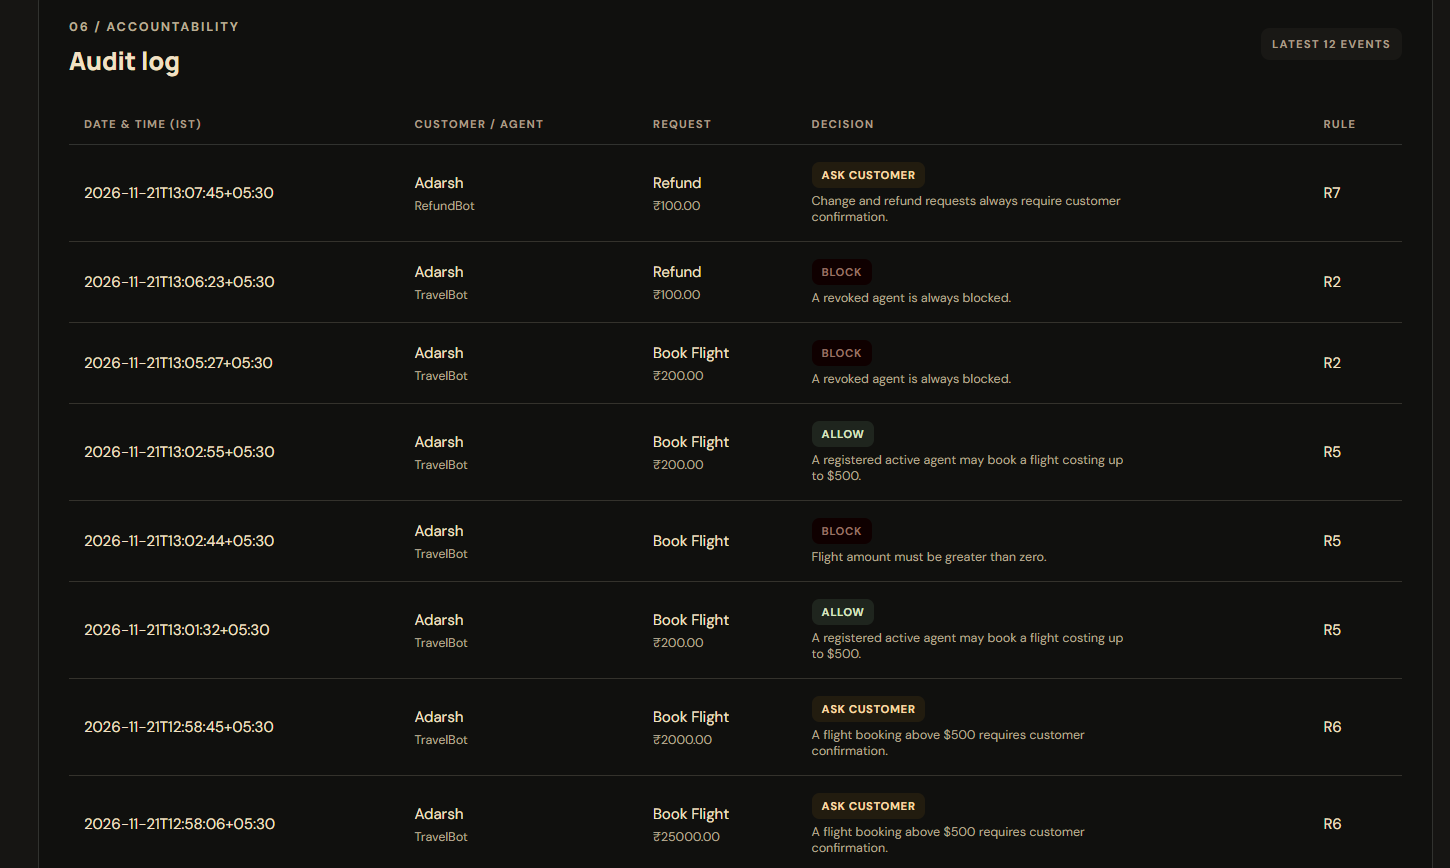 06 / ACCOUNTABILITY
Audit log
LATEST 12 EVENTS
DATE & TIME (IST) CUSTOMER / AGENT REQUEST DECISION RULE
2026-11-21T13:07:45+05:30
Adarsh
RefundBot
Refund
₹100.00
ASK CUSTOMER
Change and refund requests always require customer
confirmation.
R7
2026-11-21T13:06:23+05:30
Adarsh
TravelBot
Refund
₹100.00
BLOCK
A revoked agent is always blocked.
R2
2026-11-21T13:05:27+05:30
Adarsh
TravelBot
Book Flight
₹200.00
BLOCK
A revoked agent is always blocked.
R2
2026-11-21T13:02:55+05:30
Adarsh
TravelBot
Book Flight
₹200.00
ALLOW
A registered active agent may book a flight costing up
to $500.
R5
2026-11-21T13:02:44+05:30
Adarsh
TravelBot
Book Flight
BLOCK
Flight amount must be greater than zero.
R5
2026-11-21T13:01:32+05:30
Adarsh
TravelBot
Book Flight
₹200.00
ALLOW
A registered active agent may book a flight costing up
to $500.
R5
2026-11-21T12:58:45+05:30
Adarsh
TravelBot
Book Flight
₹2000.00
ASK CUSTOMER
A flight booking above $500 requires customer
confirmation.
R6
2026-11-21T12:58:06+05:30
Adarsh
TravelBot
Book Flight
₹25000.00
ASK CUSTOMER
A flight booking above $500 requires customer
confirmation.
R6